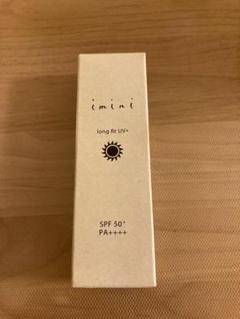 imini
long fit UV+
SPF 50+
PA++++